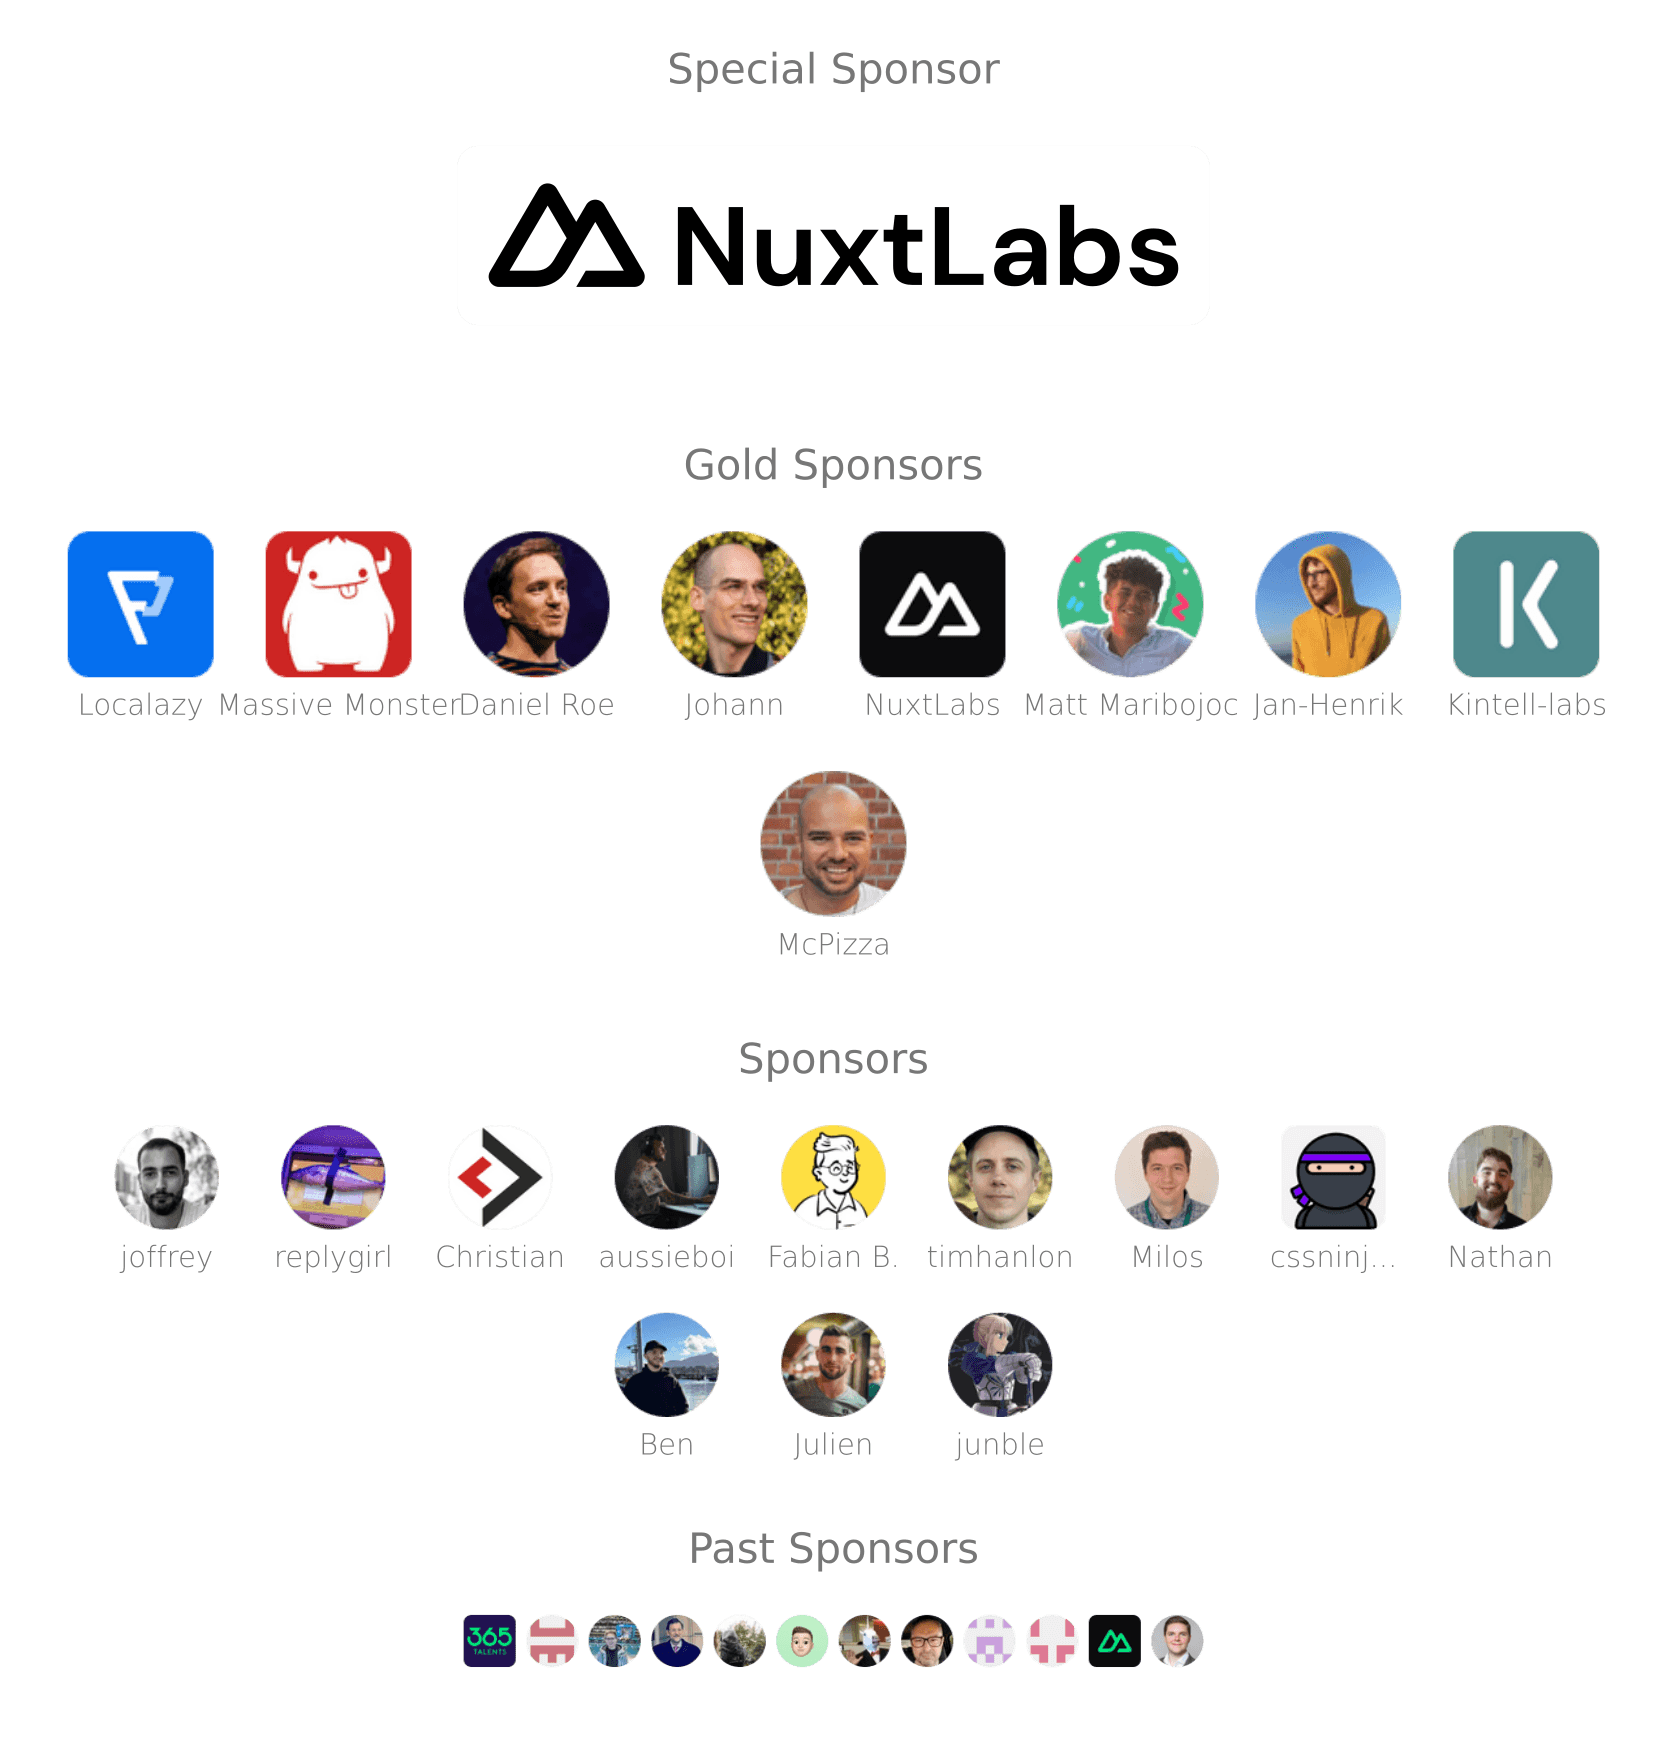 Special Sponsor
NuxtLabs
Gold Sponsors
Localazy Massive Monster Daniel Roe Johann NuxtLabs Matt Maribojoc Jan-Henrik Kintell-labs
McPizza
Sponsors
joffrey replygirl Christian aussieboi Fabian B. timhanlon Milos cssninj... Nathan
Ben Julien junble
Past Sponsors
365
TALENTS